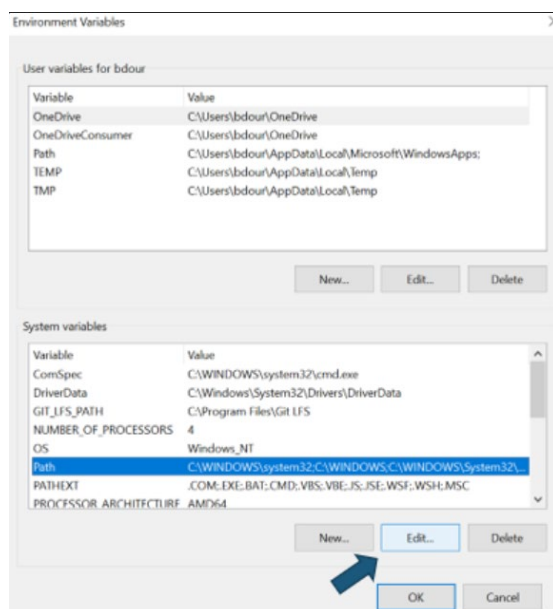 Environment Variables
User variables for bdour
Variable Value
OneDrive C:\Users\bdour\OneDrive
OneDriveConsumer C:\Users\bdour\OneDrive
Path C:\Users\bdour\AppData\Local\Microsoft\WindowsApps;
TEMP C:\Users\bdour\AppData\Local\Temp
TMP C:\Users\bdour\AppData\Local\Temp
New... Edit... Delete
System variables
Variable Value
ComSpec C:\WINDOWS\system32\cmd.exe
DriverData C:\Windows\System32\Drivers\DriverData
GIT_LFS_PATH C:\Program Files\Git LFS
NUMBER_OF_PROCESSORS 4
OS Windows_NT
Path C:\WINDOWS\system32;C:\WINDOWS;C:\WINDOWS\System32\...
PATHEXT .COM;.EXE;.BAT;.CMD;.VBS;.VBE;.JS;.JSE;.WSF;.WSH;.MSC
PROCESSOR_ARCHITECTURE AMD64
New... Edit... Delete
OK Cancel